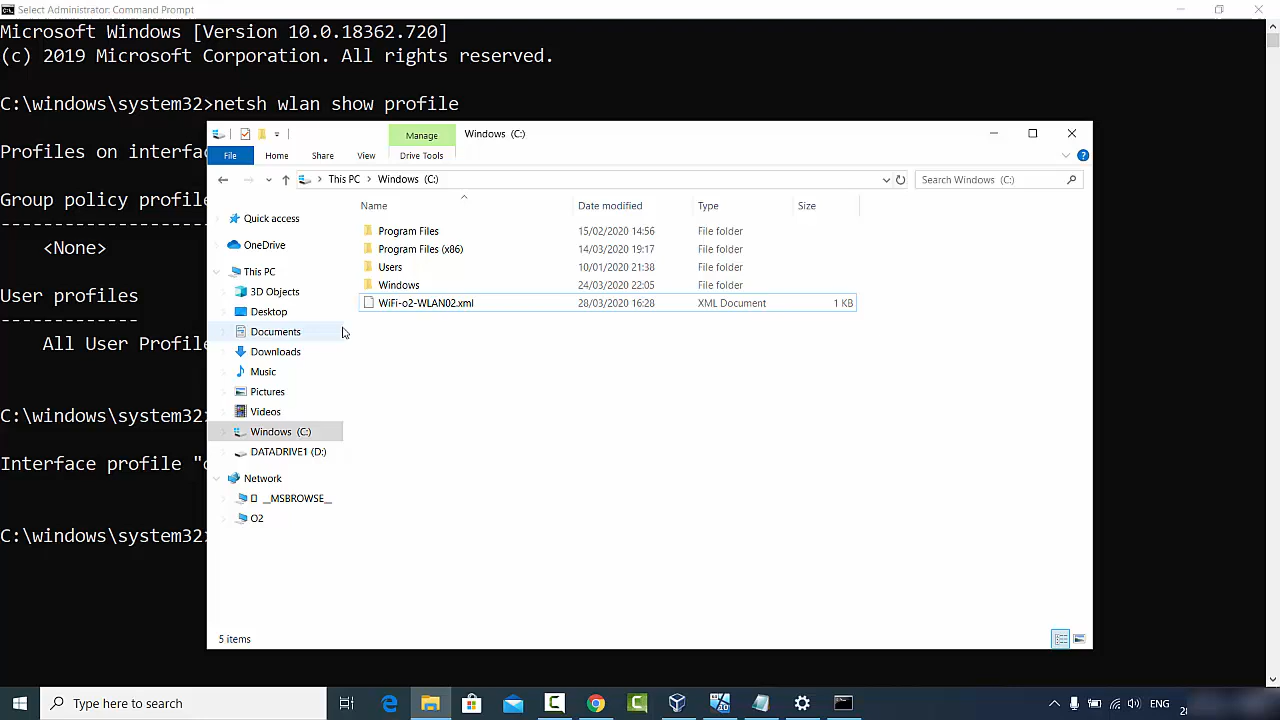 Select Administrator: Command Prompt
Microsoft Windows [Version 10.0.18362.720]
(c) 2019 Microsoft Corporation. All rights reserved.
C:\windows\system32>netsh wlan show profile
Profiles on interfac
Group policy profile
---------------------
<None>
User profiles
-------------
All User Profile
C:\windows\system32>
Interface profile "
C:\windows\system32>
Manage
Windows (C:)
File
Home
Share
View
Drive Tools
This PC
Windows (C:)
Search Windows (C:)
Quick access
OneDrive
This PC
3D Objects
Desktop
Documents
Downloads
Music
Pictures
Videos
Windows (C:)
DATADRIVE1 (D:)
Network
__MSBROWSE__
O2
Name Date modified Type Size
Program Files 15/02/2020 14:56 File folder
Program Files (x86) 14/03/2020 19:17 File folder
Users 10/01/2020 21:38 File folder
Windows 24/03/2020 22:05 File folder
WiFi-o2-WLAN02.xml 28/03/2020 16:28 XML Document 1 KB
5 items
Type here to search
ENG